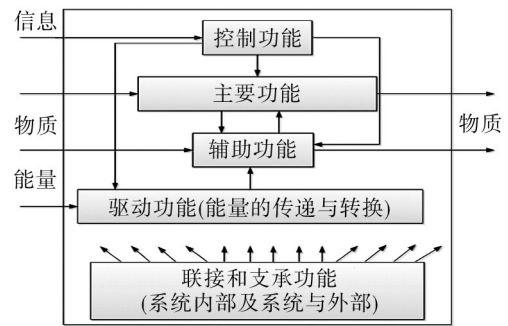 信息
控制功能
主要功能
物质
物质
辅助功能
能量
驱动功能(能量的传递与转换)
联接和支承功能
(系统内部及系统与外部)